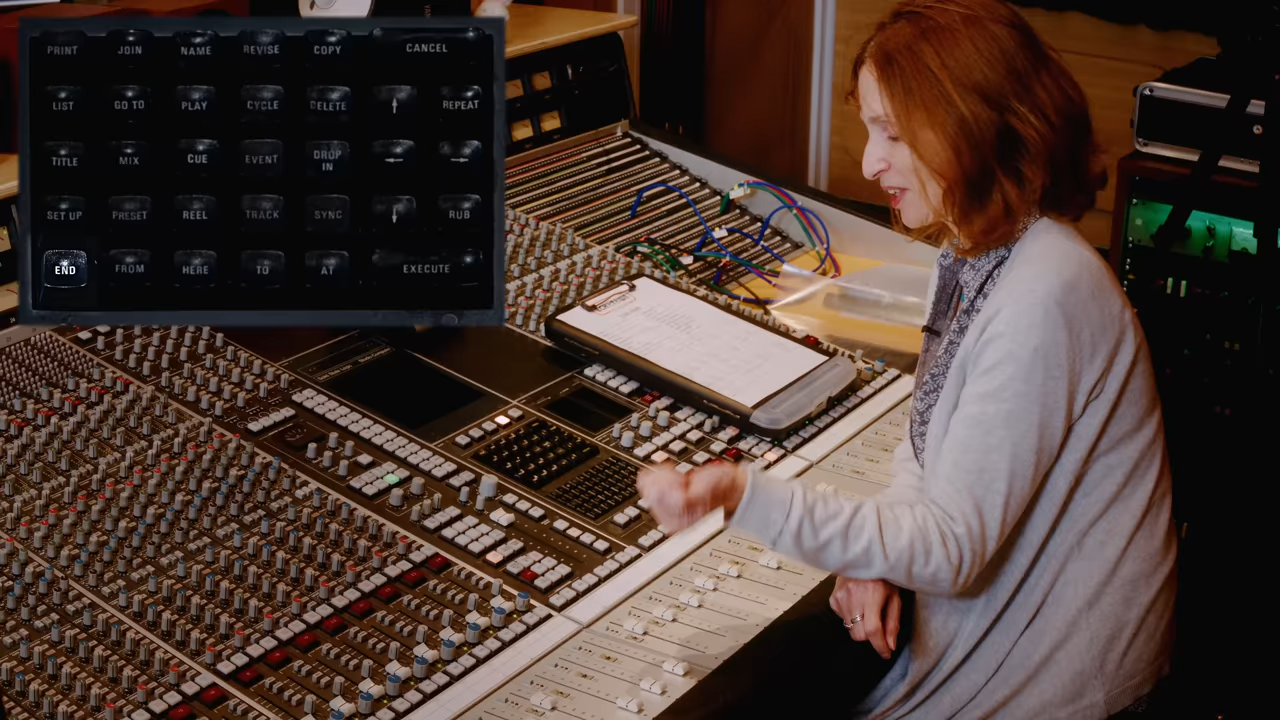 PRINT JOIN NAME REVISE COPY CANCEL
LIST GO TO PLAY CYCLE DELETE ↑ REPEAT
TITLE MIX CUE EVENT DROP IN ← →
SET UP PRESET REEL TRACK SYNC ↓ RUB
END FROM HERE TO AT EXECUTE